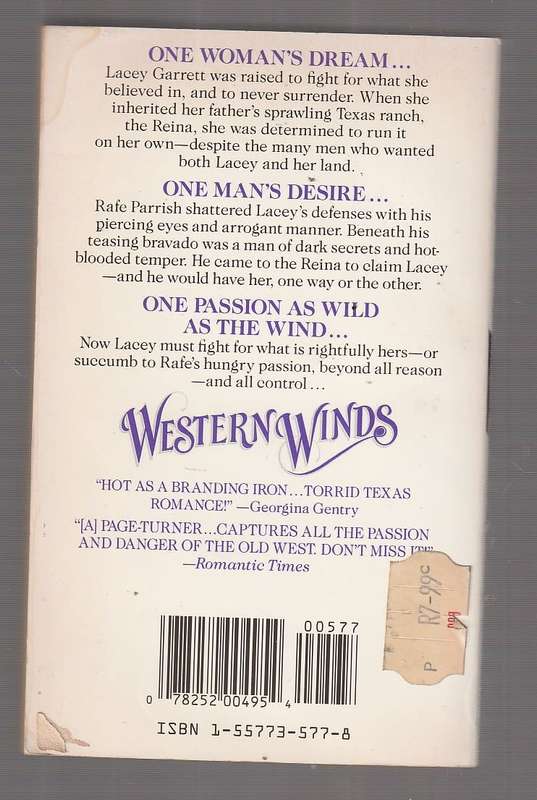 ONE WOMAN'S DREAM...
Lacey Garrett was raised to fight for what she
believed in, and to never surrender. When she
inherited her father's sprawling Texas ranch,
the Reina, she was determined to run it
on her own—despite the many men who wanted
both Lacey and her land.
ONE MAN'S DESIRE...
Rafe Parrish shattered Lacey's defenses with his
piercing eyes and arrogant manner. Beneath his
teasing bravado was a man of dark secrets and hot-
blooded temper. He came to the Reina to claim Lacey
—and he would have her, one way or the other.
ONE PASSION AS WILD
AS THE WIND...
Now Lacey must fight for what is rightfully hers—or
succumb to Rafe's hungry passion, beyond all reason
—and all control...
WESTERN WINDS
"HOT AS A BRANDING IRON...TORRID TEXAS
ROMANCE!" —Georgina Gentry
"[A] PAGE-TURNER...CAPTURES ALL THE PASSION
AND DANGER OF THE OLD WEST. DON'T MISS IT!"
—Romantic Times
P R7-99c
00577
0 78252 00495 4
ISBN 1-55773-577-8